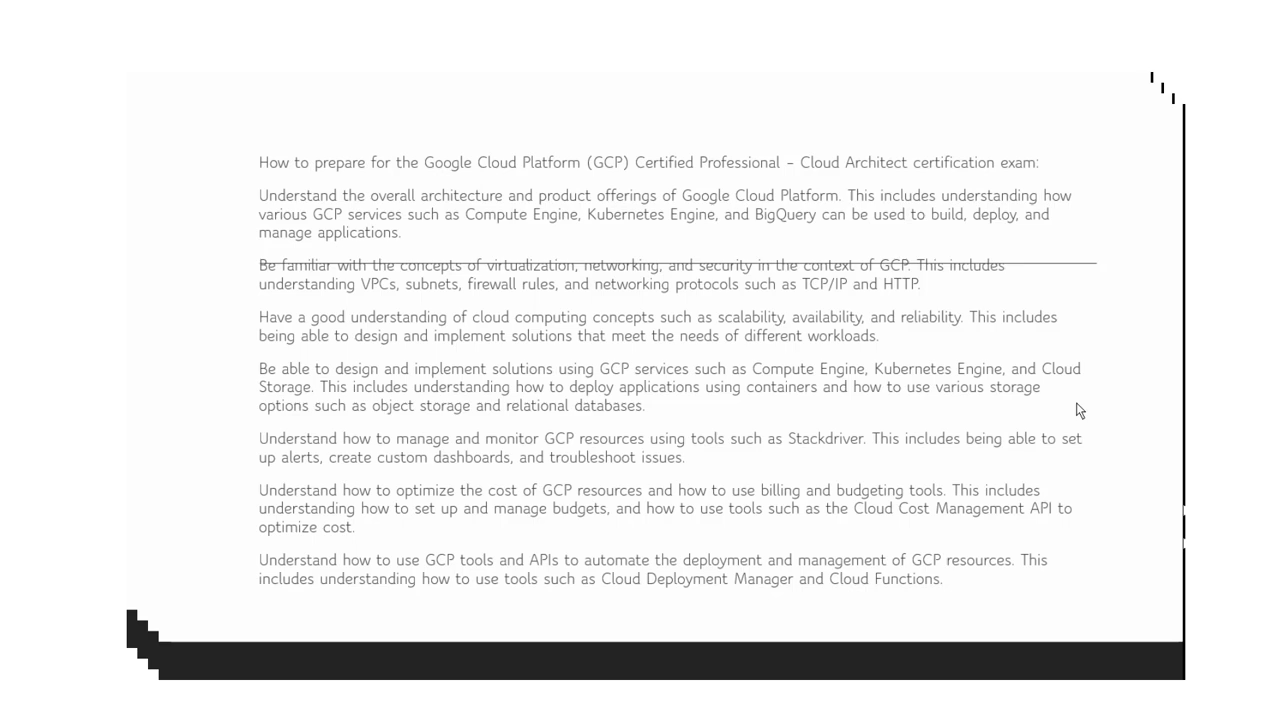 How to prepare for the Google Cloud Platform (GCP) Certified Professional – Cloud Architect certification exam:
Understand the overall architecture and product offerings of Google Cloud Platform. This includes understanding how
various GCP services such as Compute Engine, Kubernetes Engine, and BigQuery can be used to build, deploy, and
manage applications.
Be familiar with the concepts of virtualization, networking, and security in the context of GCP. This includes
understanding VPCs, subnets, firewall rules, and networking protocols such as TCP/IP and HTTP.
Have a good understanding of cloud computing concepts such as scalability, availability, and reliability. This includes
being able to design and implement solutions that meet the needs of different workloads.
Be able to design and implement solutions using GCP services such as Compute Engine, Kubernetes Engine, and Cloud
Storage. This includes understanding how to deploy applications using containers and how to use various storage
options such as object storage and relational databases.
Understand how to manage and monitor GCP resources using tools such as Stackdriver. This includes being able to set
up alerts, create custom dashboards, and troubleshoot issues.
Understand how to optimize the cost of GCP resources and how to use billing and budgeting tools. This includes
understanding how to set up and manage budgets, and how to use tools such as the Cloud Cost Management API to
optimize cost.
Understand how to use GCP tools and APIs to automate the deployment and management of GCP resources. This
includes understanding how to use tools such as Cloud Deployment Manager and Cloud Functions.